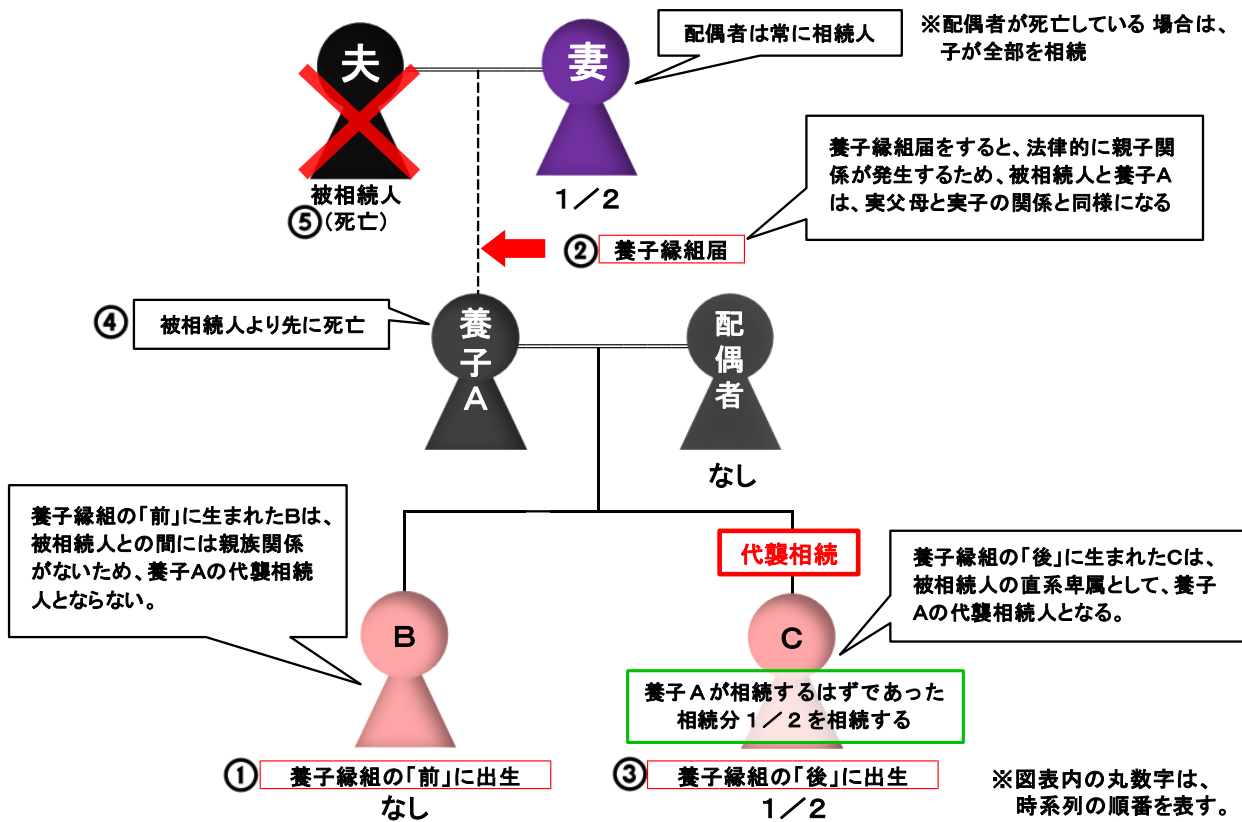 夫
妻
配偶者は常に相続人
※配偶者が死亡している 場合は、
子が全部を相続
被相続人
⑤(死亡)
1/2
養子縁組届をすると、法律的に親子関
係が発生するため、被相続人と養子A
は、実父母と実子の関係と同様になる
② 養子縁組届
④ 被相続人より先に死亡
養子A
配偶者
なし
養子縁組の「前」に生まれたBは、
被相続人との間には親族関係
がないため、養子Aの代襲相続
人とならない。
代襲相続
養子縁組の「後」に生まれたCは、
被相続人の直系卑属として、養子
Aの代襲相続人となる。
B
C
養子Aが相続するはずであった
相続分1/2を相続する
① 養子縁組の「前」に出生
なし
③ 養子縁組の「後」に出生
1/2
※図表内の丸数字は、
時系列の順番を表す。